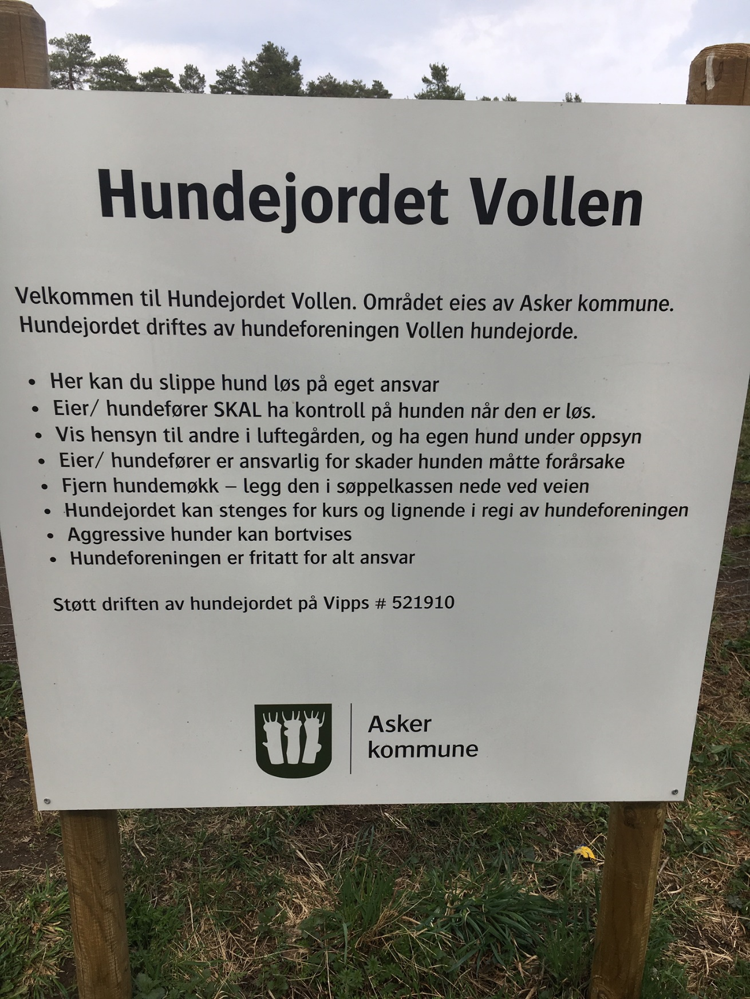 Hundejordet Vollen
Velkommen til Hundejordet Vollen. Området eies av Asker kommune.
Hundejordet driftes av hundeforeningen Vollen hundejorde.
• Her kan du slippe hund løs på eget ansvar
• Eier/ hundefører SKAL ha kontroll på hunden når den er løs.
• Vis hensyn til andre i luftegården, og ha egen hund under oppsyn
• Eier/ hundefører er ansvarlig for skader hunden måtte forårsake
• Fjern hundemøkk – legg den i søppelkassen nede ved veien
• Hundejordet kan stenges for kurs og lignende i regi av hundeforeningen
• Aggressive hunder kan bortvises
• Hundeforeningen er fritatt for alt ansvar
Støtt driften av hundejordet på Vipps # 521910
Asker
kommune